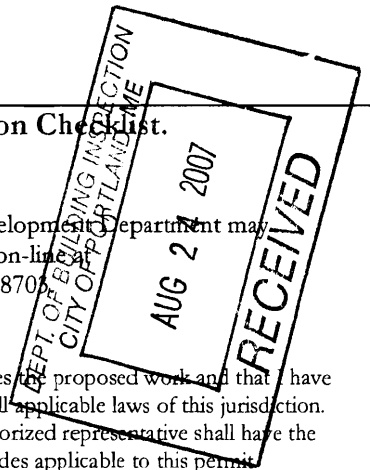 on Checklist.
elopment Department may
on-line at
8703.
es the proposed work and that I have
ll applicable laws of this jurisdiction.
orized representative shall have the
des applicable to this permit.
DEPT. OF BUILDING INSPECTION
CITY OF PORTLAND, ME
AUG 24 2007
RECEIVED